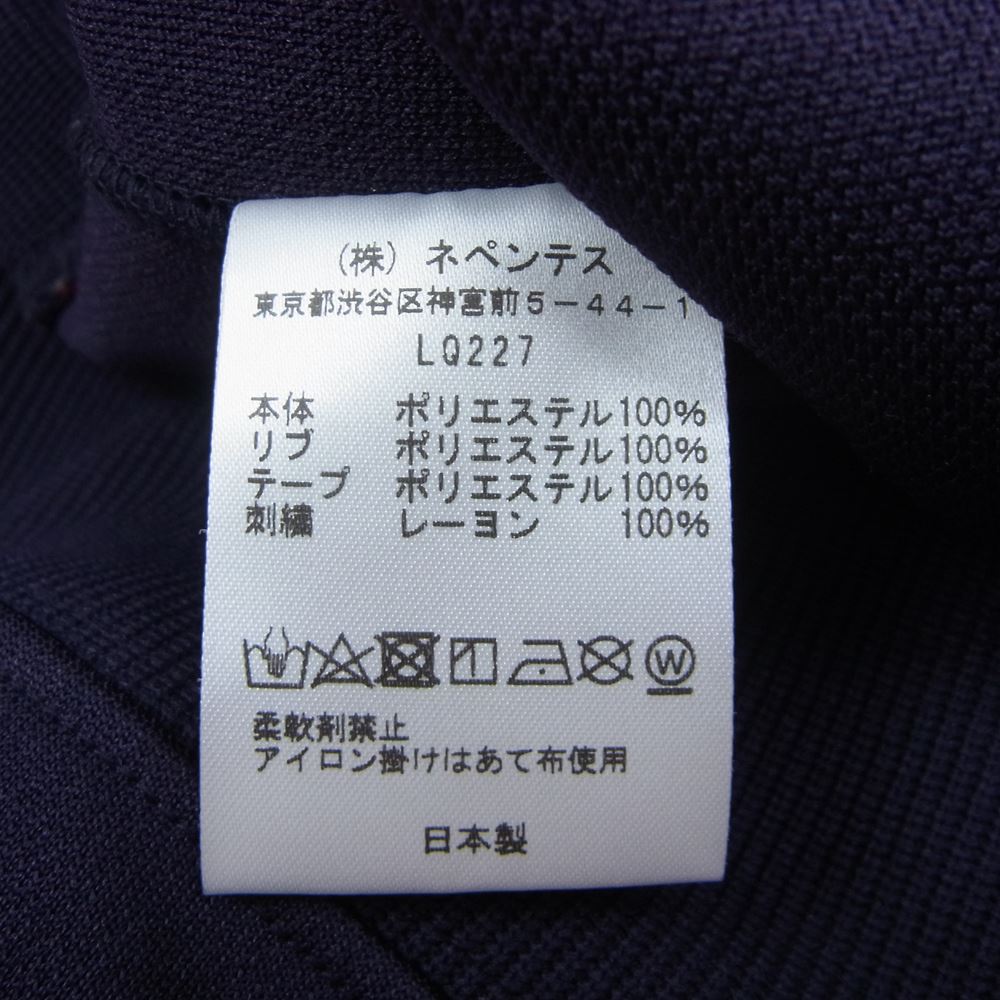 (株) ネペンテス
東京都渋谷区神宮前5-44-1
LQ227
本体 ポリエステル100%
リブ ポリエステル100%
テープ ポリエステル100%
刺繍 レーヨン 100%
W
柔軟剤禁止
アイロン掛けはあて布使用
日本製